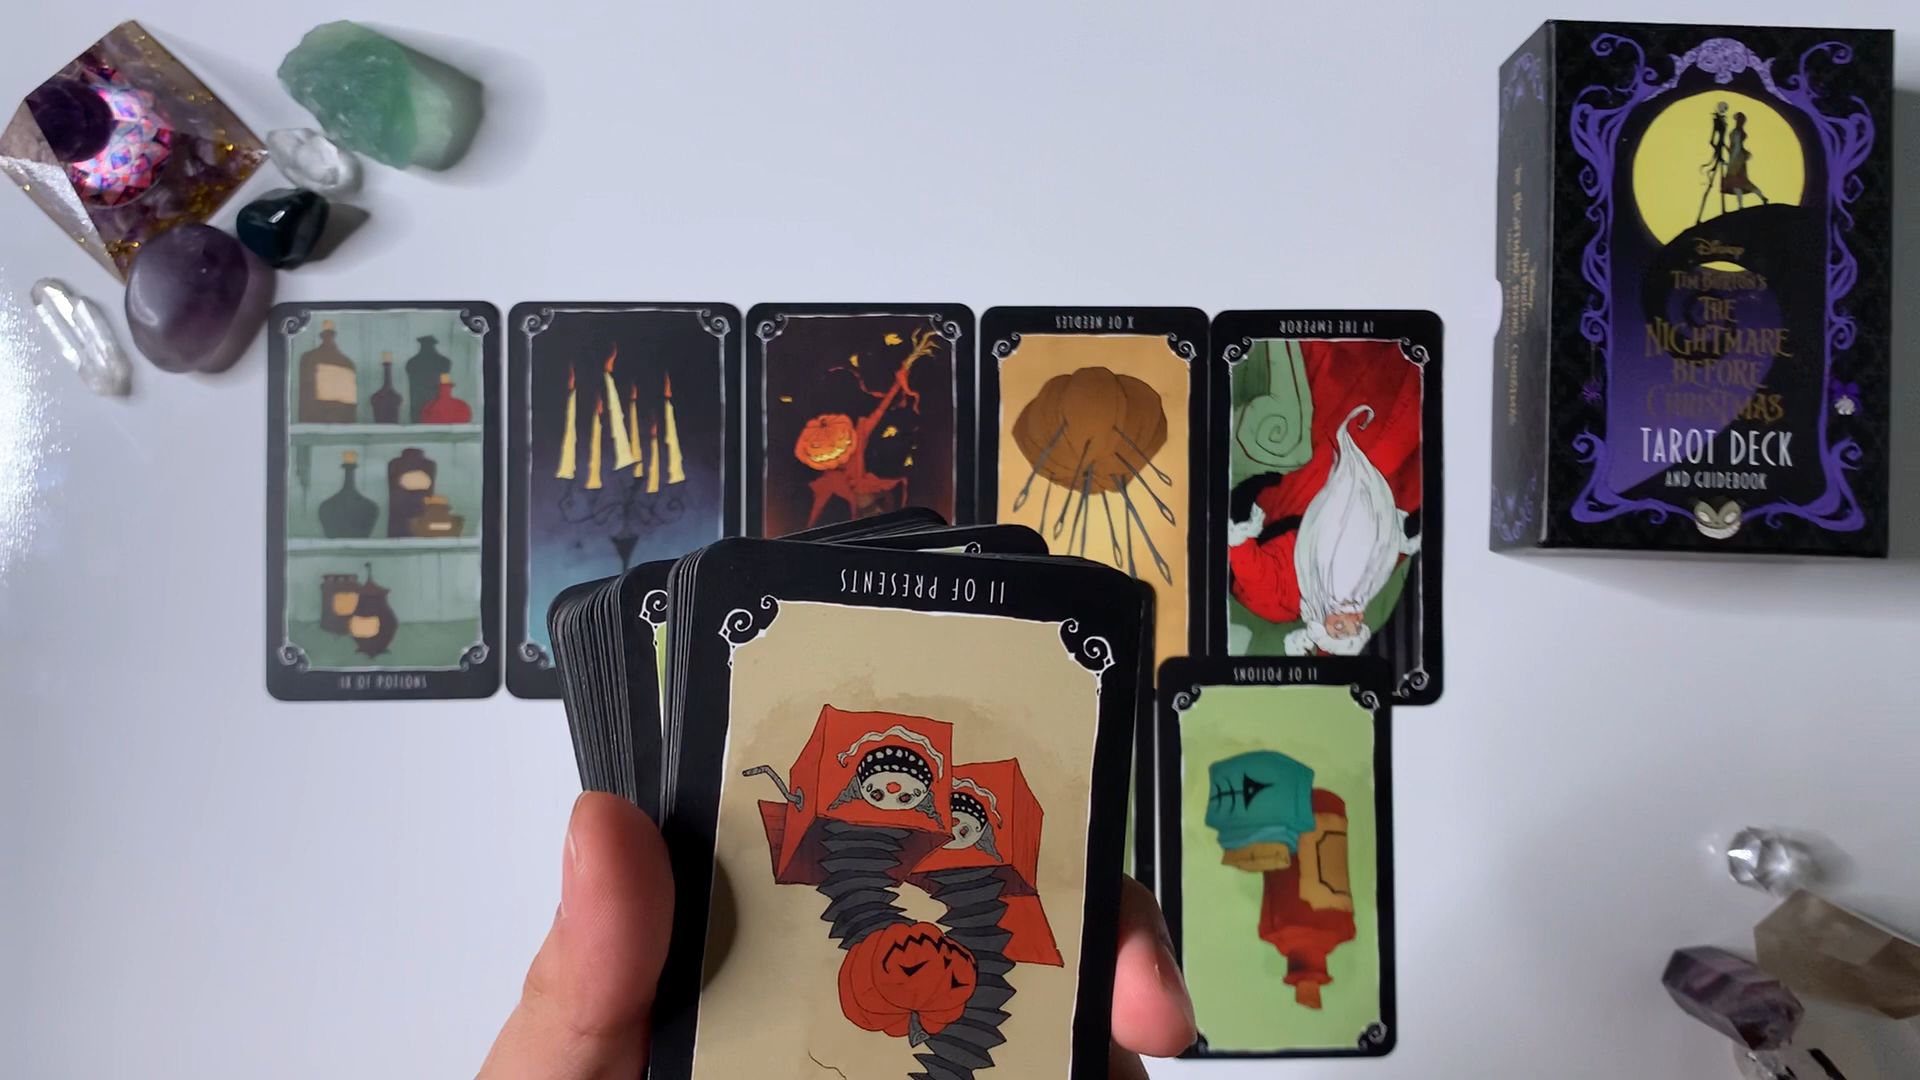 X OF NEEDLES
IV THE EMPEROR
IX OF POTIONS
II OF PRESENTS
II OF POTIONS
Disney
TIM BURTON'S
THE
NIGHTMARE
BEFORE
CHRISTMAS
TAROT DECK
AND GUIDEBOOK